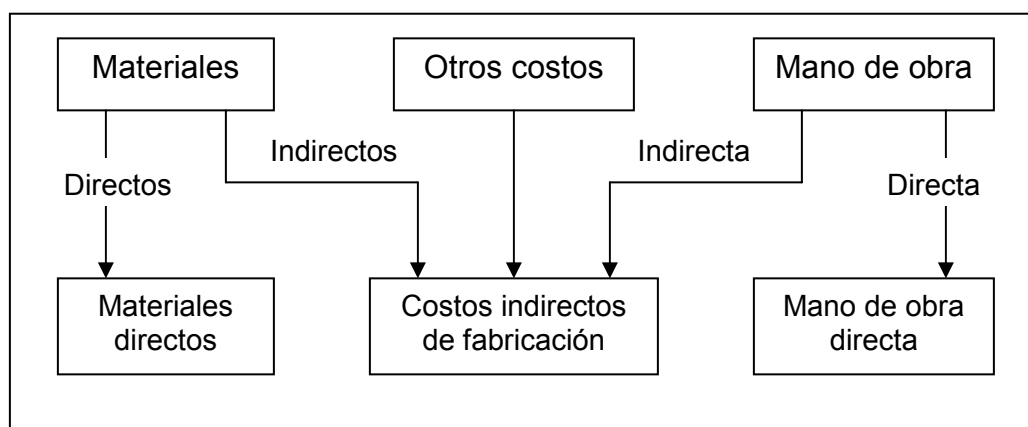 Materiales
Otros costos
Mano de obra
Indirectos
Indirecta
Directos
Directa
Materiales
directos
Costos indirectos
de fabricación
Mano de obra
directa